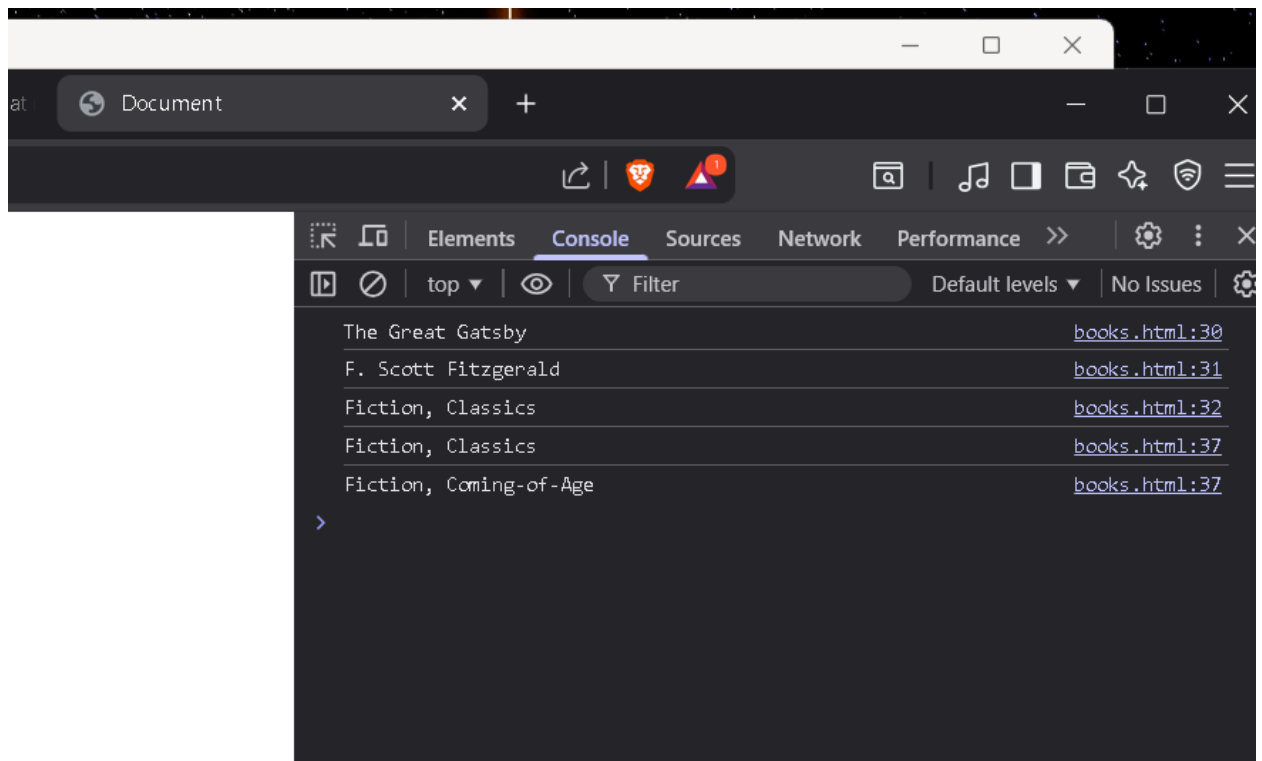 at
Document
1
Elements Console Sources Network Performance
top Filter Default levels No Issues
The Great Gatsby books.html:30
F. Scott Fitzgerald books.html:31
Fiction, Classics books.html:32
Fiction, Classics books.html:37
Fiction, Coming-of-Age books.html:37